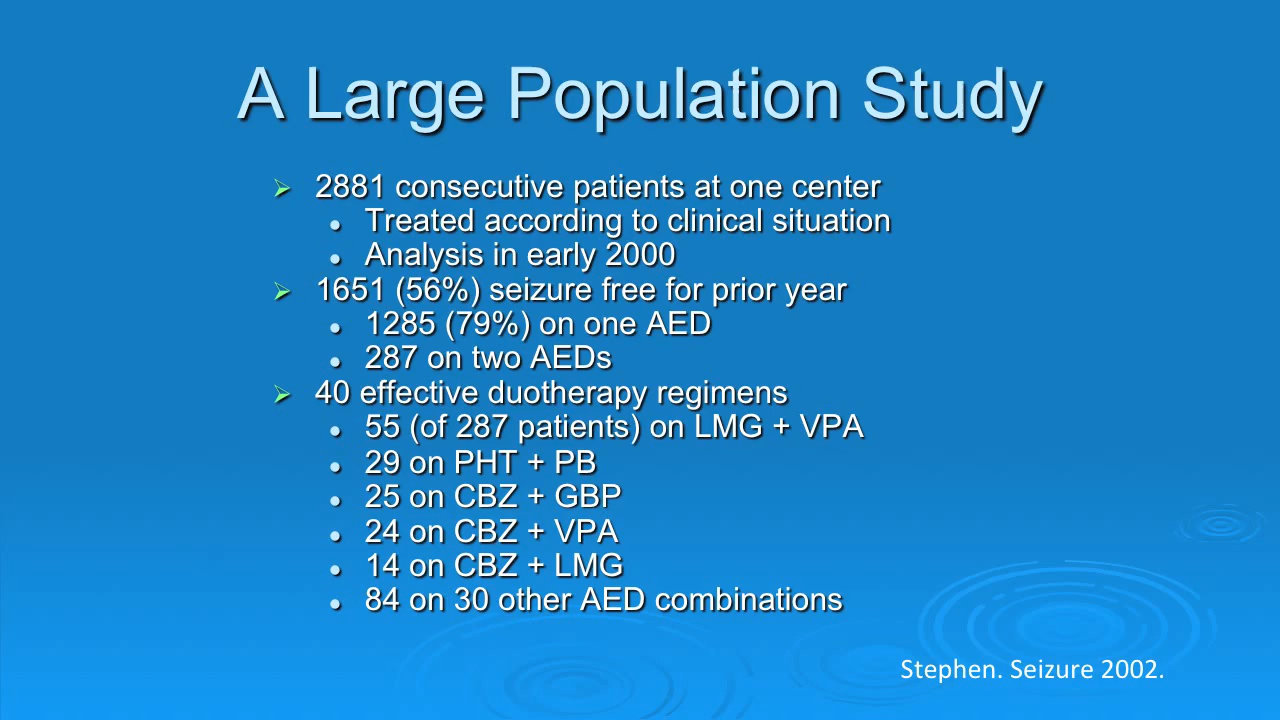 A Large Population Study
2881 consecutive patients at one center
Treated according to clinical situation
Analysis in early 2000
1651 (56%) seizure free for prior year
1285 (79%) on one AED
287 on two AEDs
40 effective duotherapy regimens
55 (of 287 patients) on LMG + VPA
29 on PHT + PB
25 on CBZ + GBP
24 on CBZ + VPA
14 on CBZ + LMG
84 on 30 other AED combinations
Stephen. Seizure 2002.